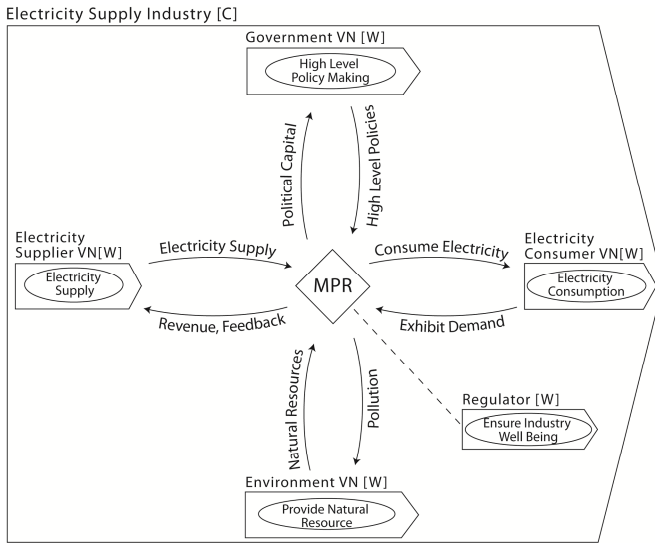 Electricity Supply Industry [C]
Government VN [W]
High Level
Policy Making
Political Capital
High Level Policies
Electricity
Supplier VN[W]
Electricity
Supply
Electricity Supply
Revenue, Feedback
MPR
Consume Electricity
Exhibit Demand
Electricity
Consumer VN[W]
Electricity
Consumption
Natural Resources
Pollution
Regulator [W]
Ensure Industry
Well Being
Environment VN [W]
Provide Natural
Resource